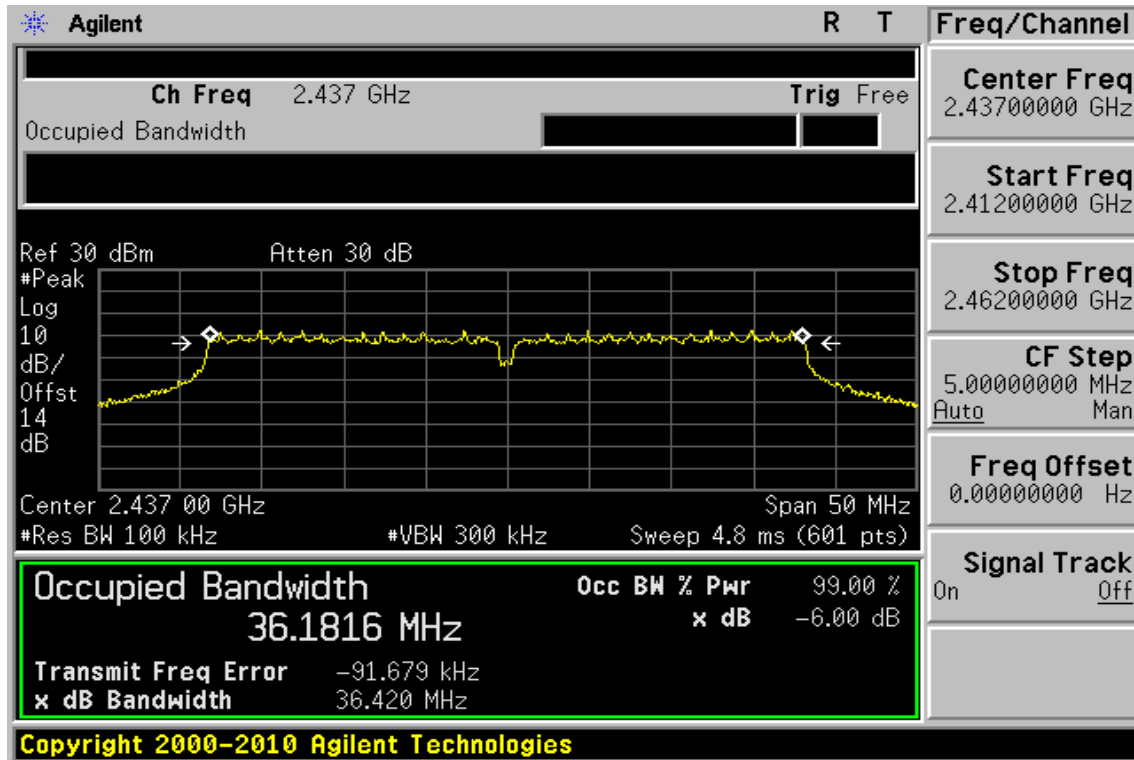 Agilent R T
Freq/Channel
Ch Freq 2.437 GHz Trig Free
Occupied Bandwidth
Center Freq
2.43700000 GHz
Start Freq
2.41200000 GHz
Stop Freq
2.46200000 GHz
CF Step
5.00000000 MHz
Auto Man
Freq Offset
0.00000000 Hz
Signal Track
On Off
Ref 30 dBm Atten 30 dB
#Peak
Log
10
dB/
Offst
14
dB
Center 2.437 00 GHz Span 50 MHz
#Res BW 100 kHz #VBW 300 kHz Sweep 4.8 ms (601 pts)
Occupied Bandwidth Occ BW % Pwr 99.00 %
36.1816 MHz x dB -6.00 dB
Transmit Freq Error -91.679 kHz
x dB Bandwidth 36.420 MHz
Copyright 2000-2010 Agilent Technologies